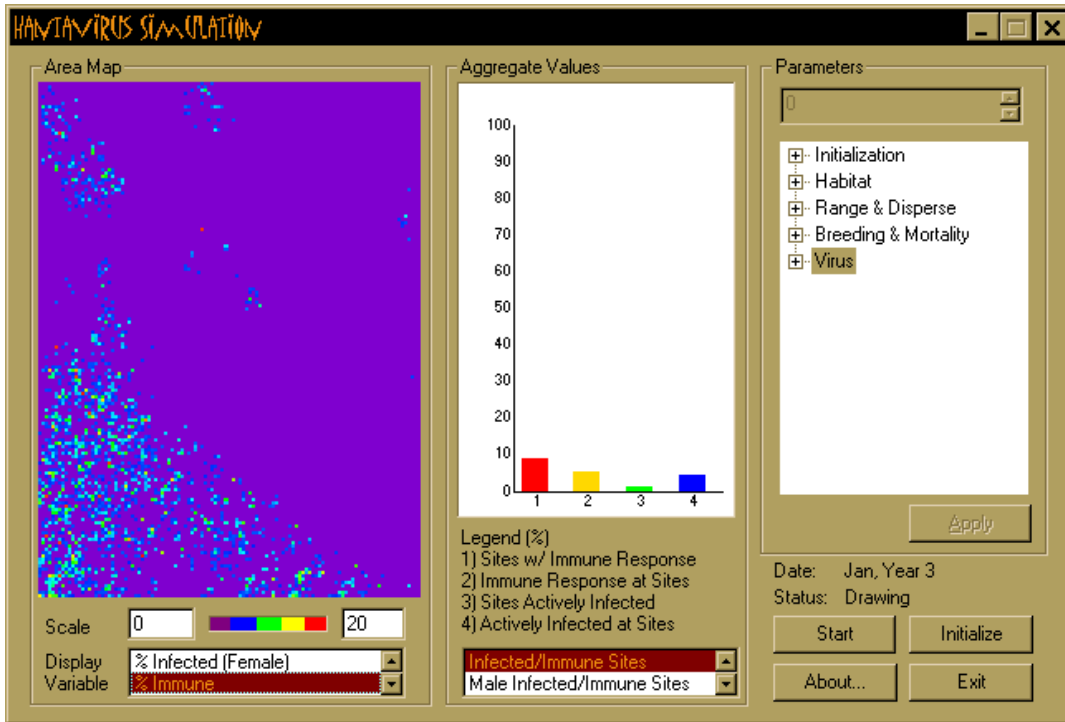 HANTAVIRUS SIMULATION
Area Map
Scale
0
20
Display
Variable
% Infected (Female)
% Immune
Aggregate Values
100
90
80
70
60
50
40
30
20
10
0
1 2 3 4
Legend (%)
1) Sites w/ Immune Response
2) Immune Response at Sites
3) Sites Actively Infected
4) Actively Infected at Sites
Infected/Immune Sites
Male Infected/Immune Sites
Parameters
0
Initialization
Habitat
Range & Disperse
Breeding & Mortality
Virus
Apply
Date: Jan, Year 3
Status: Drawing
Start Initialize
About... Exit